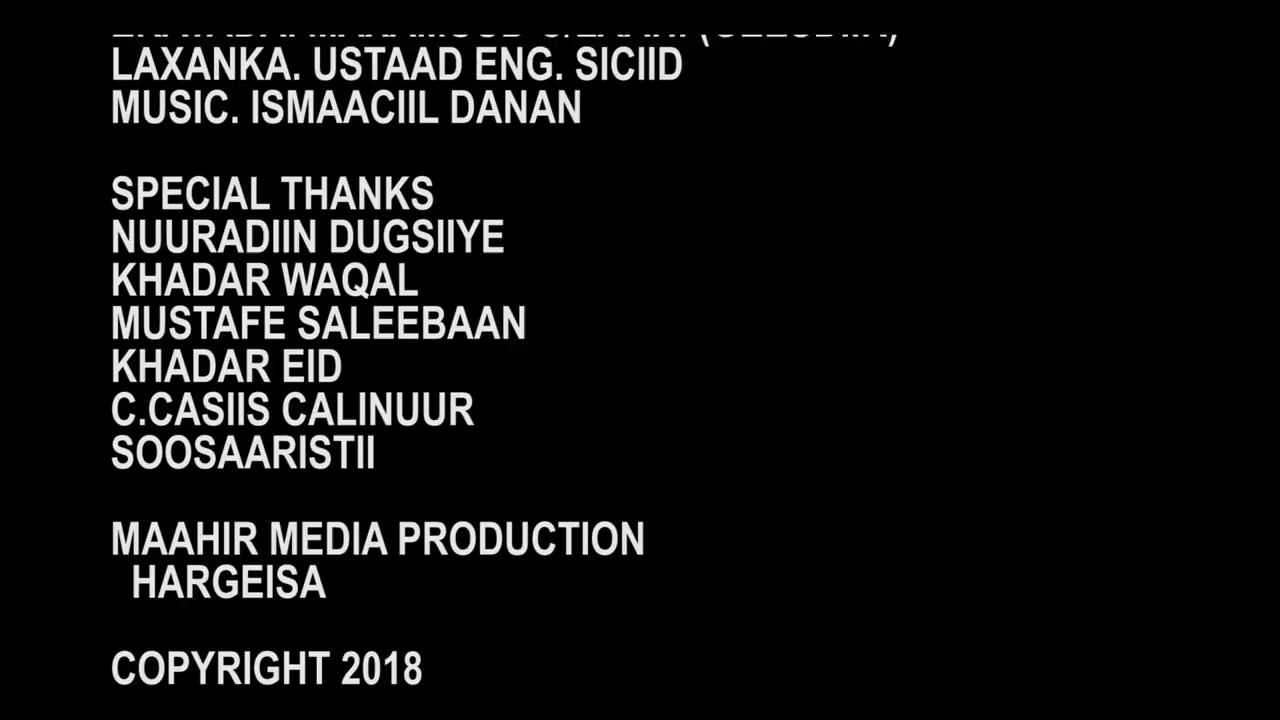 LAXANKA. USTAAD ENG. SICIID
MUSIC. ISMAACIIL DANAN
SPECIAL THANKS
NUURADIIN DUGSIIYE
KHADAR WAQAL
MUSTAFE SALEEBAAN
KHADAR EID
C.CASIIS CALINUUR
SOOSAARISTII
MAAHIR MEDIA PRODUCTION
HARGEISA
COPYRIGHT 2018